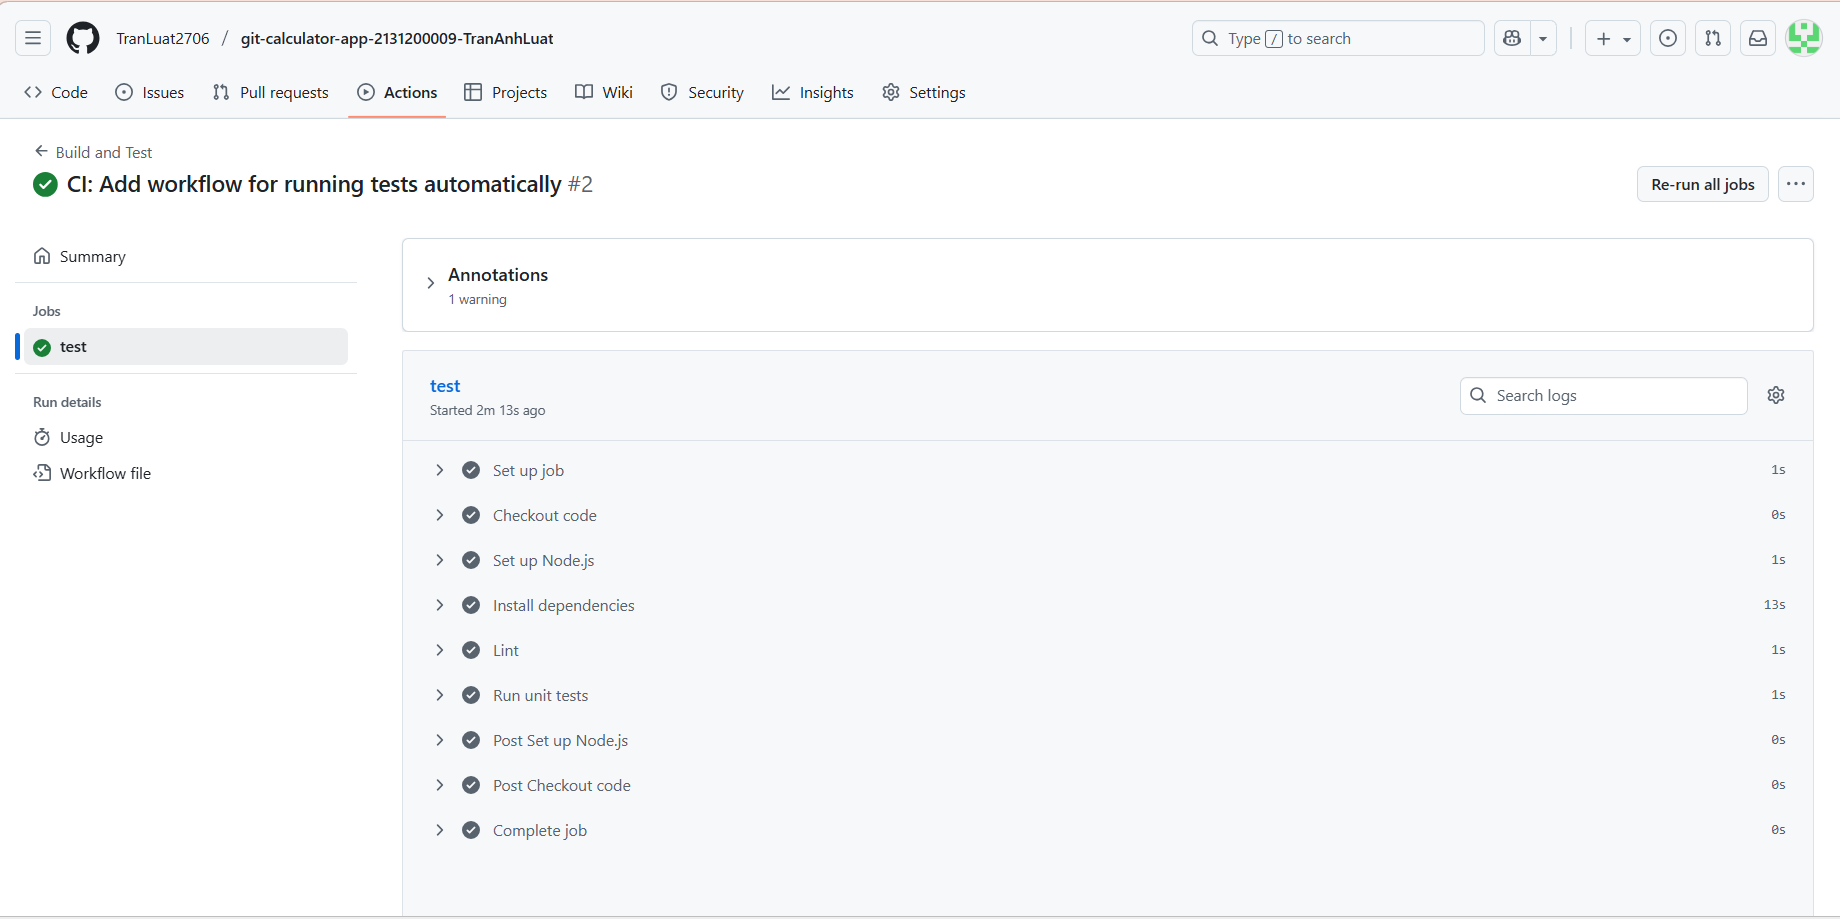 TranLuat2706 / git-calculator-app-2131200009-TranAnhLuat
Type / to search
Code
Issues
Pull requests
Actions
Projects
Wiki
Security
Insights
Settings
Build and Test
CI: Add workflow for running tests automatically #2
Re-run all jobs
Summary
Jobs
test
Run details
Usage
Workflow file
Annotations
1 warning
test
Started 2m 13s ago
Search logs
Set up job 1s
Checkout code 0s
Set up Node.js 1s
Install dependencies 13s
Lint 1s
Run unit tests 1s
Post Set up Node.js 0s
Post Checkout code 0s
Complete job 0s